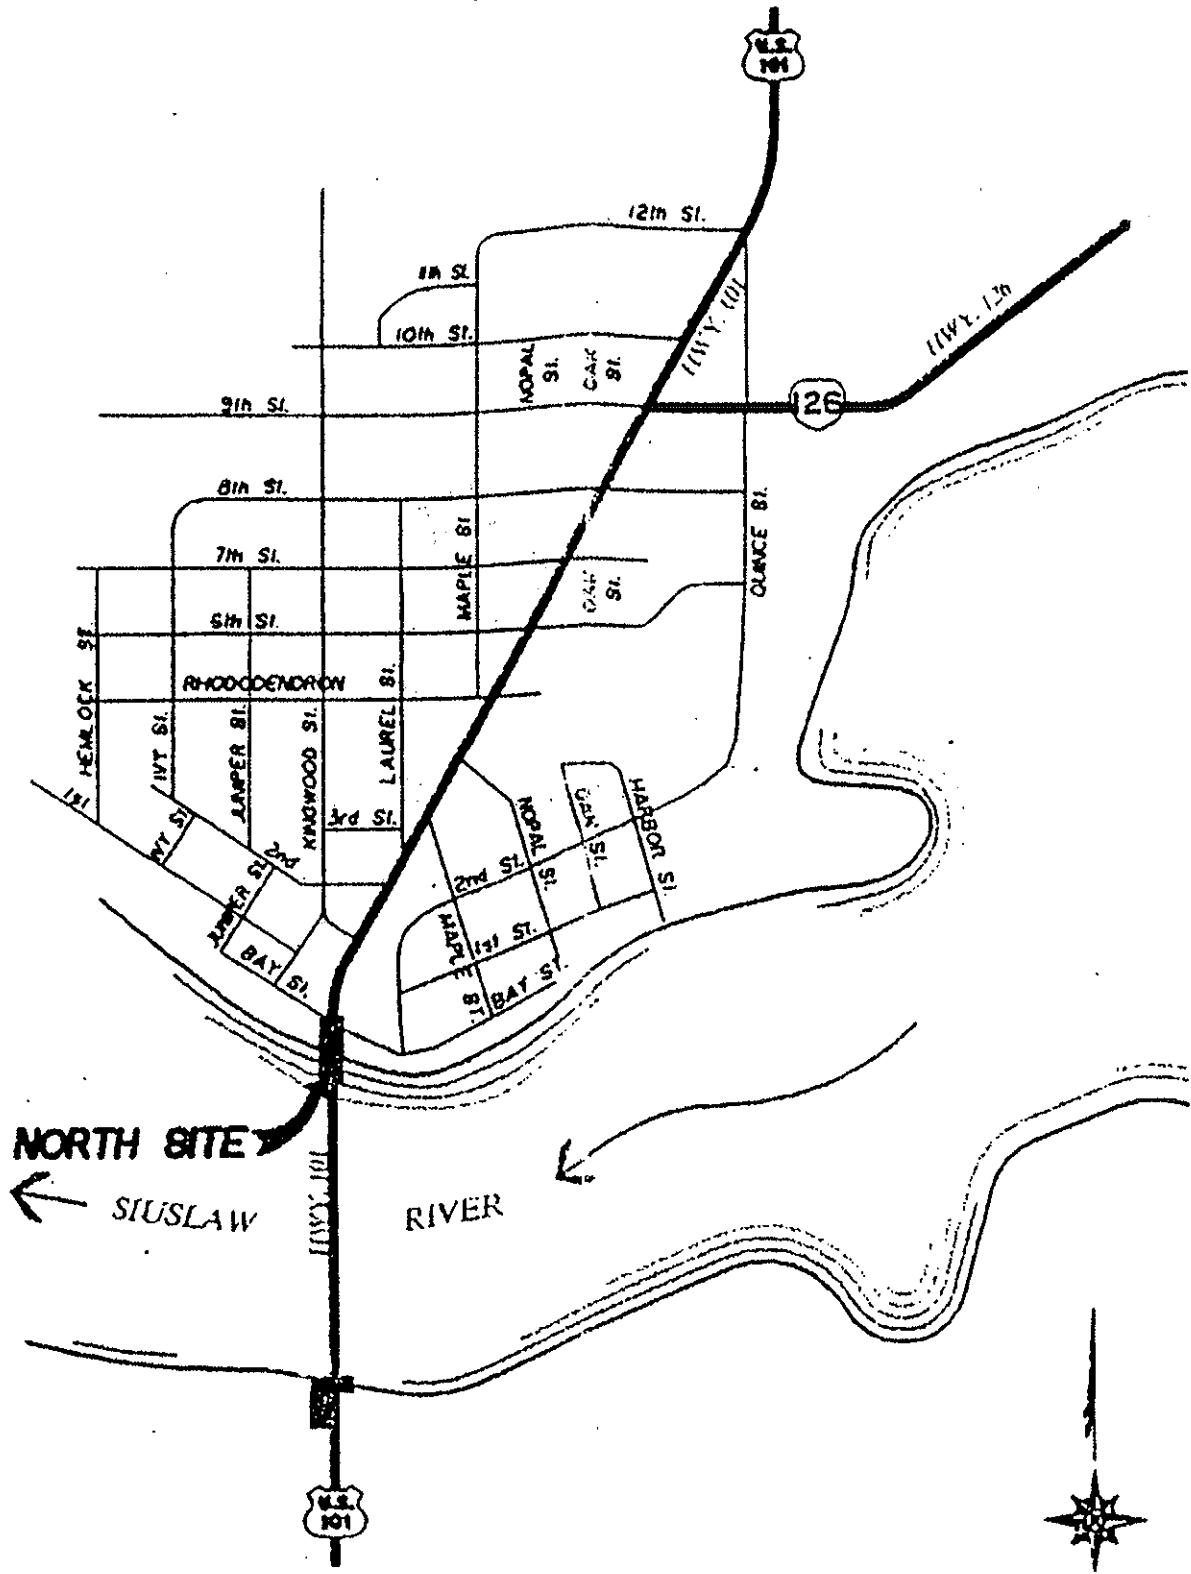 U.S.
101
12th St.
11th St.
HWY. 101
10th St.
HWY. 126
NOPAL
St.
OAK
St.
126
9th St.
8th St.
QUINCE St.
MAPLE St
7th St.
OAK
St.
6th St.
HEMLOCK ST
RHODODENDRON
LAUREL St.
IVY St.
JUNIPER St.
KINGWOOD St.
1st
3rd St.
NOPAL
St.
OAK
St.
HARBOR
St.
IVY St
2nd
2nd St.
JUNIPER St.
MAPLE
ST.
1st St.
BAY
St.
BAY St.
NORTH SITE
HWY. 101
SIUSLAW RIVER
U.S.
101